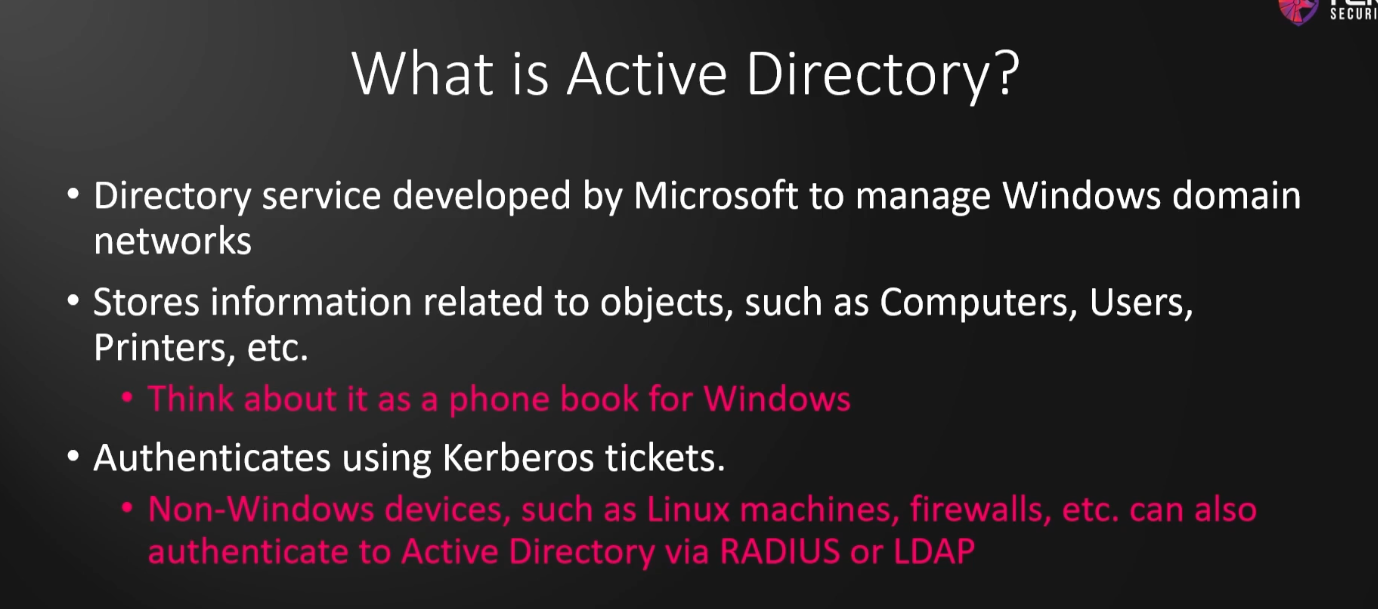 SECURI
What is Active Directory?
• Directory service developed by Microsoft to manage Windows domain
networks
• Stores information related to objects, such as Computers, Users,
Printers, etc.
• Think about it as a phone book for Windows
• Authenticates using Kerberos tickets.
• Non-Windows devices, such as Linux machines, firewalls, etc. can also
authenticate to Active Directory via RADIUS or LDAP